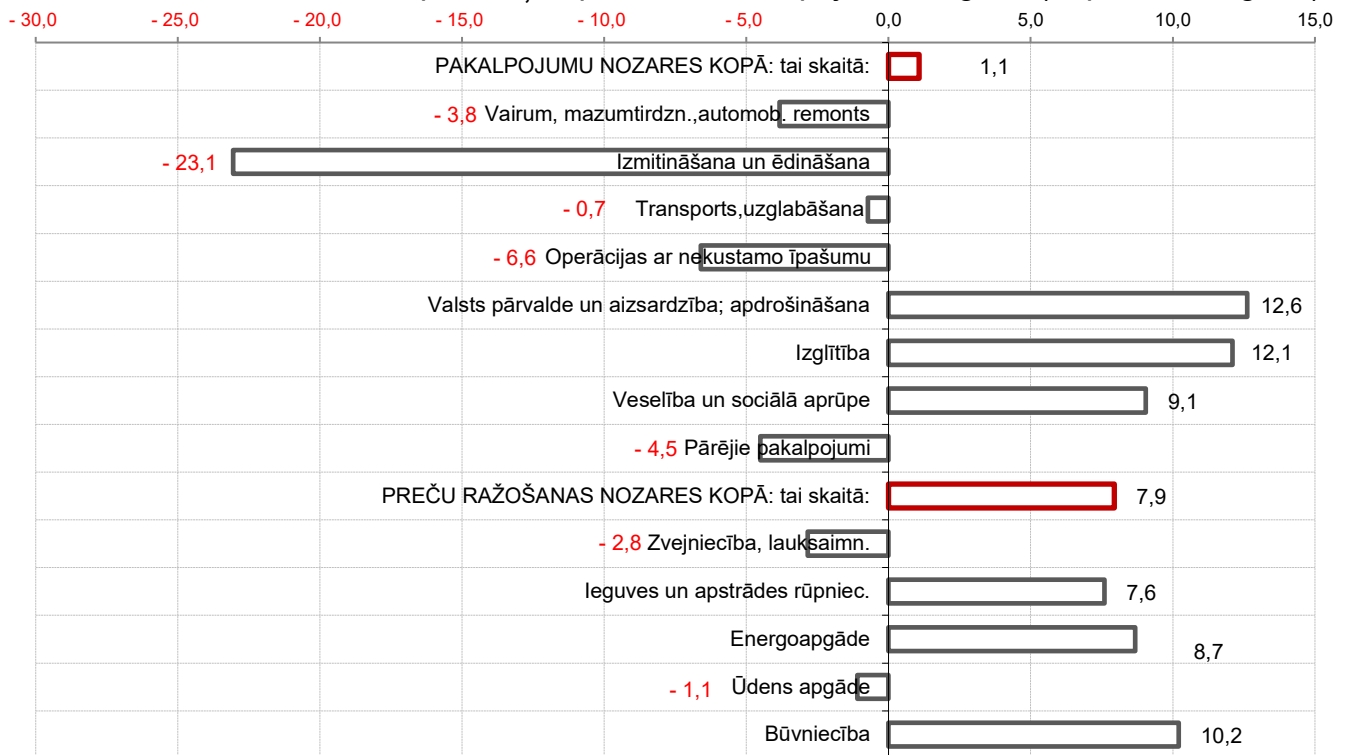 - 30,0 - 25,0 - 20,0 - 15,0 - 10,0 - 5,0 0,0 5,0 10,0 15,0
PAKALPOJUMU NOZARES KOPĀ: tai skaitā: 1,1
- 3,8 Vairum, mazumtirdzn.,automob. remonts
- 23,1 Izmitināšana un ēdināšana
- 0,7 Transports,uzglabāšana
- 6,6 Operācijas ar nekustamo īpašumu
Valsts pārvalde un aizsardzība; apdrošināšana 12,6
Izglītība 12,1
Veselība un sociālā aprūpe 9,1
- 4,5 Pārējie pakalpojumi
PREČU RAŽOŠANAS NOZARES KOPĀ: tai skaitā: 7,9
- 2,8 Zvejniecība, lauksaimn.
Ieguves un apstrādes rūpniec. 7,6
Energoapgāde 8,7
- 1,1 Ūdens apgāde
Būvniecība 10,2